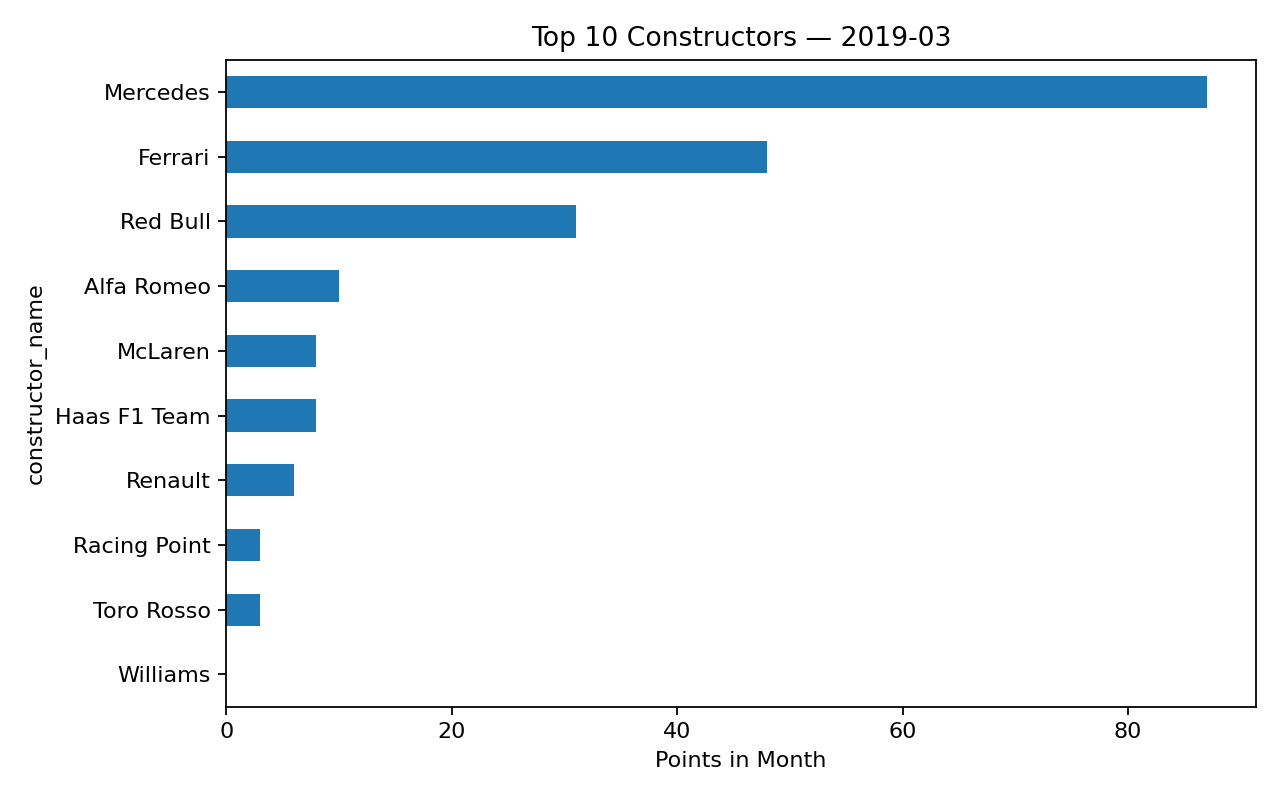 Top 10 Constructors — 2019-03
constructor_name
Mercedes
Ferrari
Red Bull
Alfa Romeo
McLaren
Haas F1 Team
Renault
Racing Point
Toro Rosso
Williams
0 20 40 60 80
Points in Month